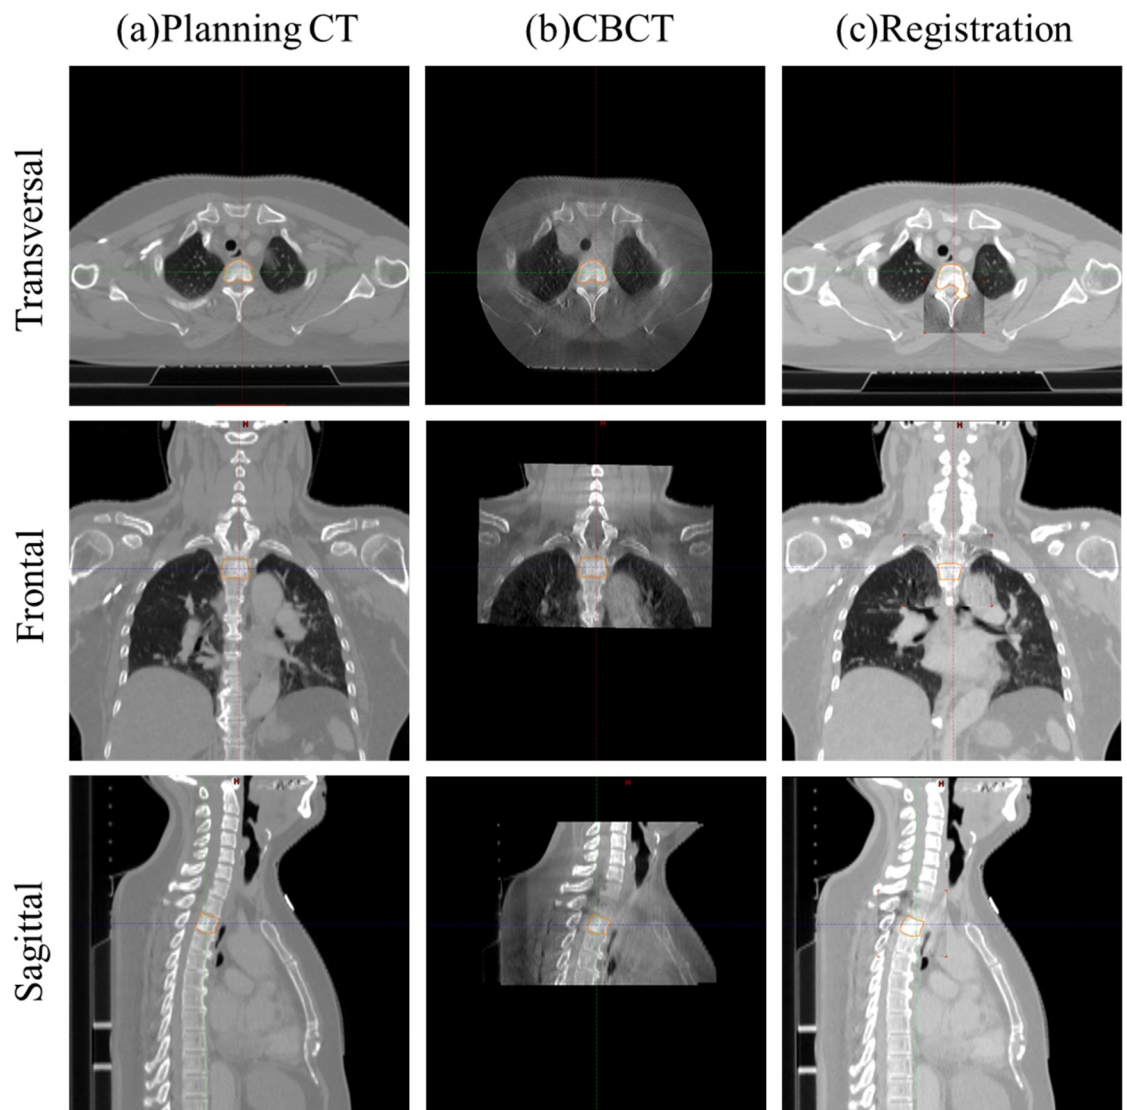 (a)Planning CT
(b)CBCT
(c)Registration
Transversal
Frontal
H
H
H
Sagittal
H
H
H